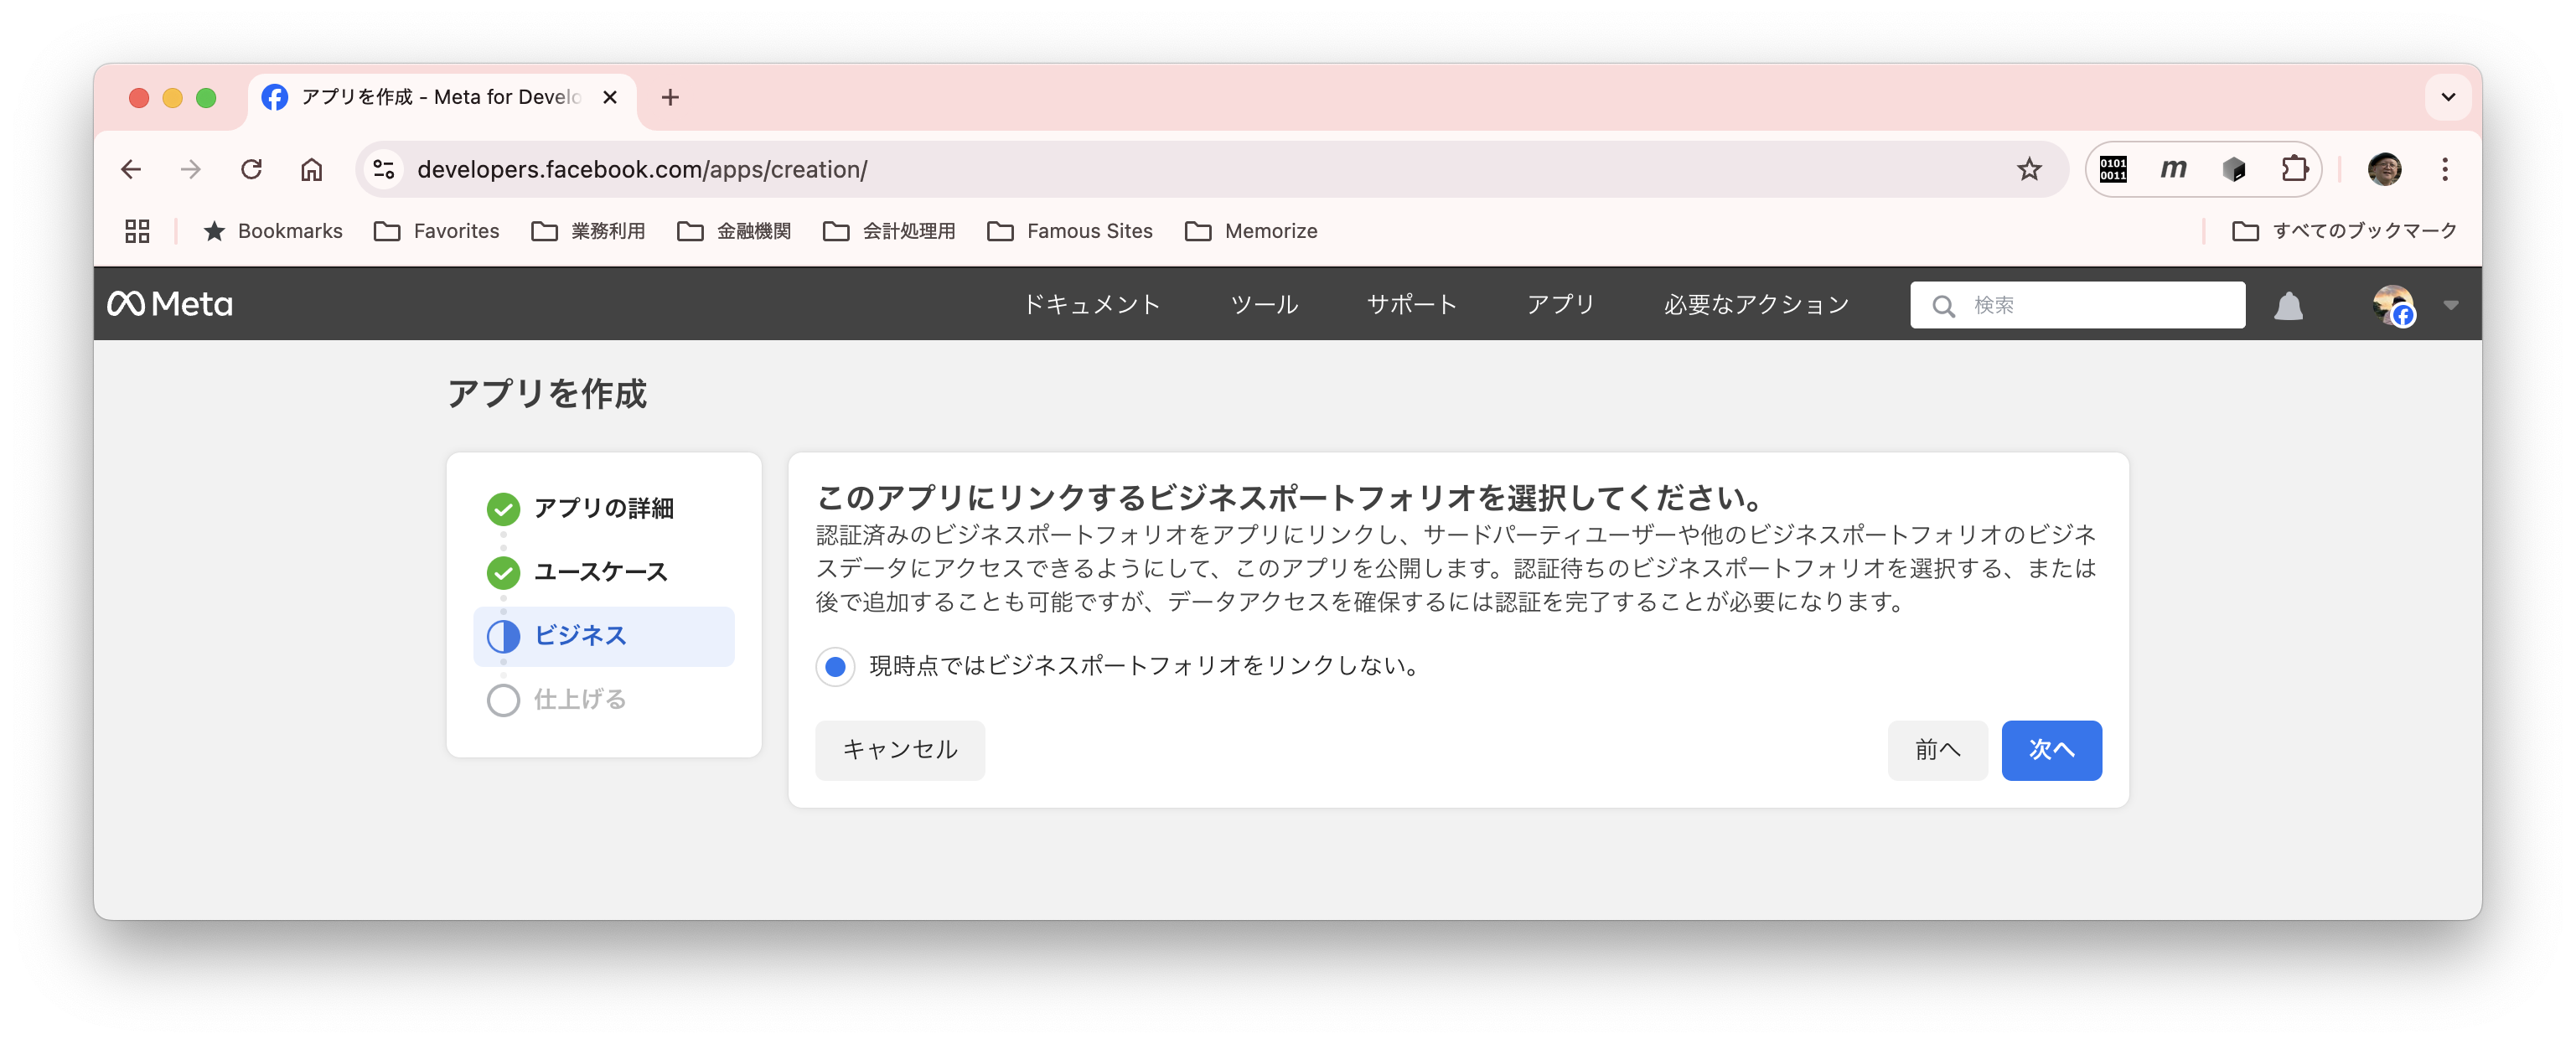 アプリを作成 - Meta for Develo
developers.facebook.com/apps/creation/
0101
0011
m
Bookmarks
Favorites
業務利用
金融機関
会計処理用
Famous Sites
Memorize
すべてのブックマーク
Meta
ドキュメント
ツール
サポート
アプリ
必要なアクション
検索
アプリを作成
アプリの詳細
ユースケース
ビジネス
仕上げる
このアプリにリンクするビジネスポートフォリオを選択してください。
認証済みのビジネスポートフォリオをアプリにリンクし、サードパーティユーザーや他のビジネスポートフォリオのビジネ
スデータにアクセスできるようにして、このアプリを公開します。認証待ちのビジネスポートフォリオを選択する、または
後で追加することも可能ですが、データアクセスを確保するには認証を完了することが必要になります。
現時点ではビジネスポートフォリオをリンクしない。
キャンセル
前へ
次へ